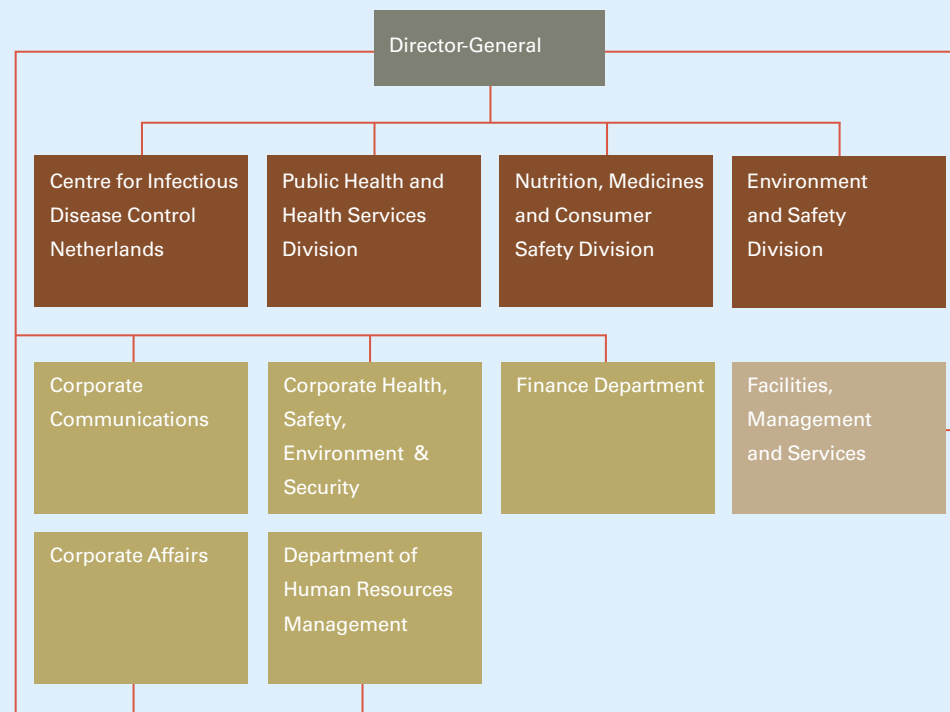 Director-General
Centre for Infectious
Disease Control
Netherlands
Public Health and
Health Services
Division
Nutrition, Medicines
and Consumer
Safety Division
Environment
and Safety
Division
Corporate
Communications
Corporate Health,
Safety,
Environment &
Security
Finance Department
Facilities,
Management
and Services
Corporate Affairs
Department of
Human Resources
Management